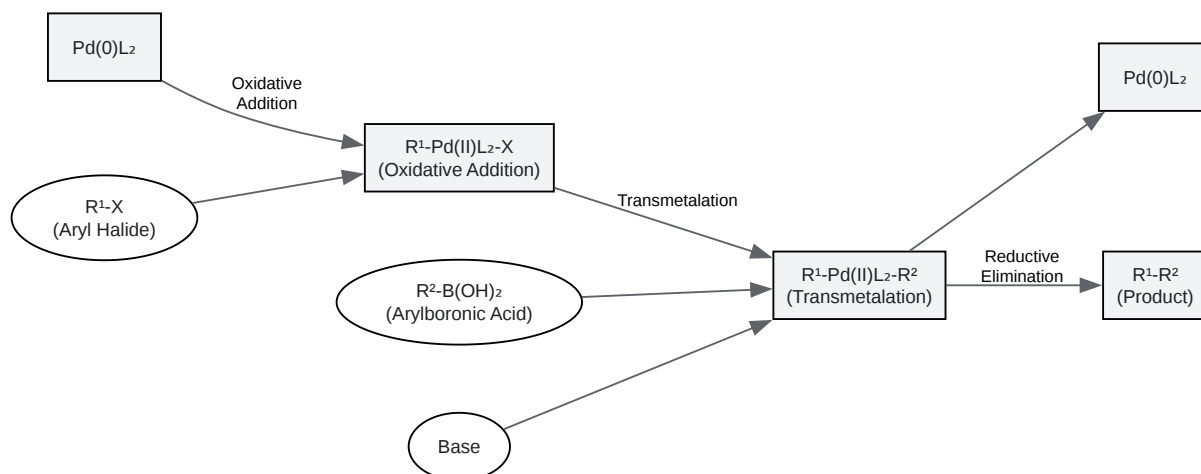 Pd(0)L₂
Oxidative
Addition
R¹-X
(Aryl Halide)
R¹-Pd(II)L₂-X
(Oxidative Addition)
Transmetalation
R²-B(OH)₂
(Arylboronic Acid)
Base
R¹-Pd(II)L₂-R²
(Transmetalation)
Reductive
Elimination
Pd(0)L₂
R¹-R²
(Product)